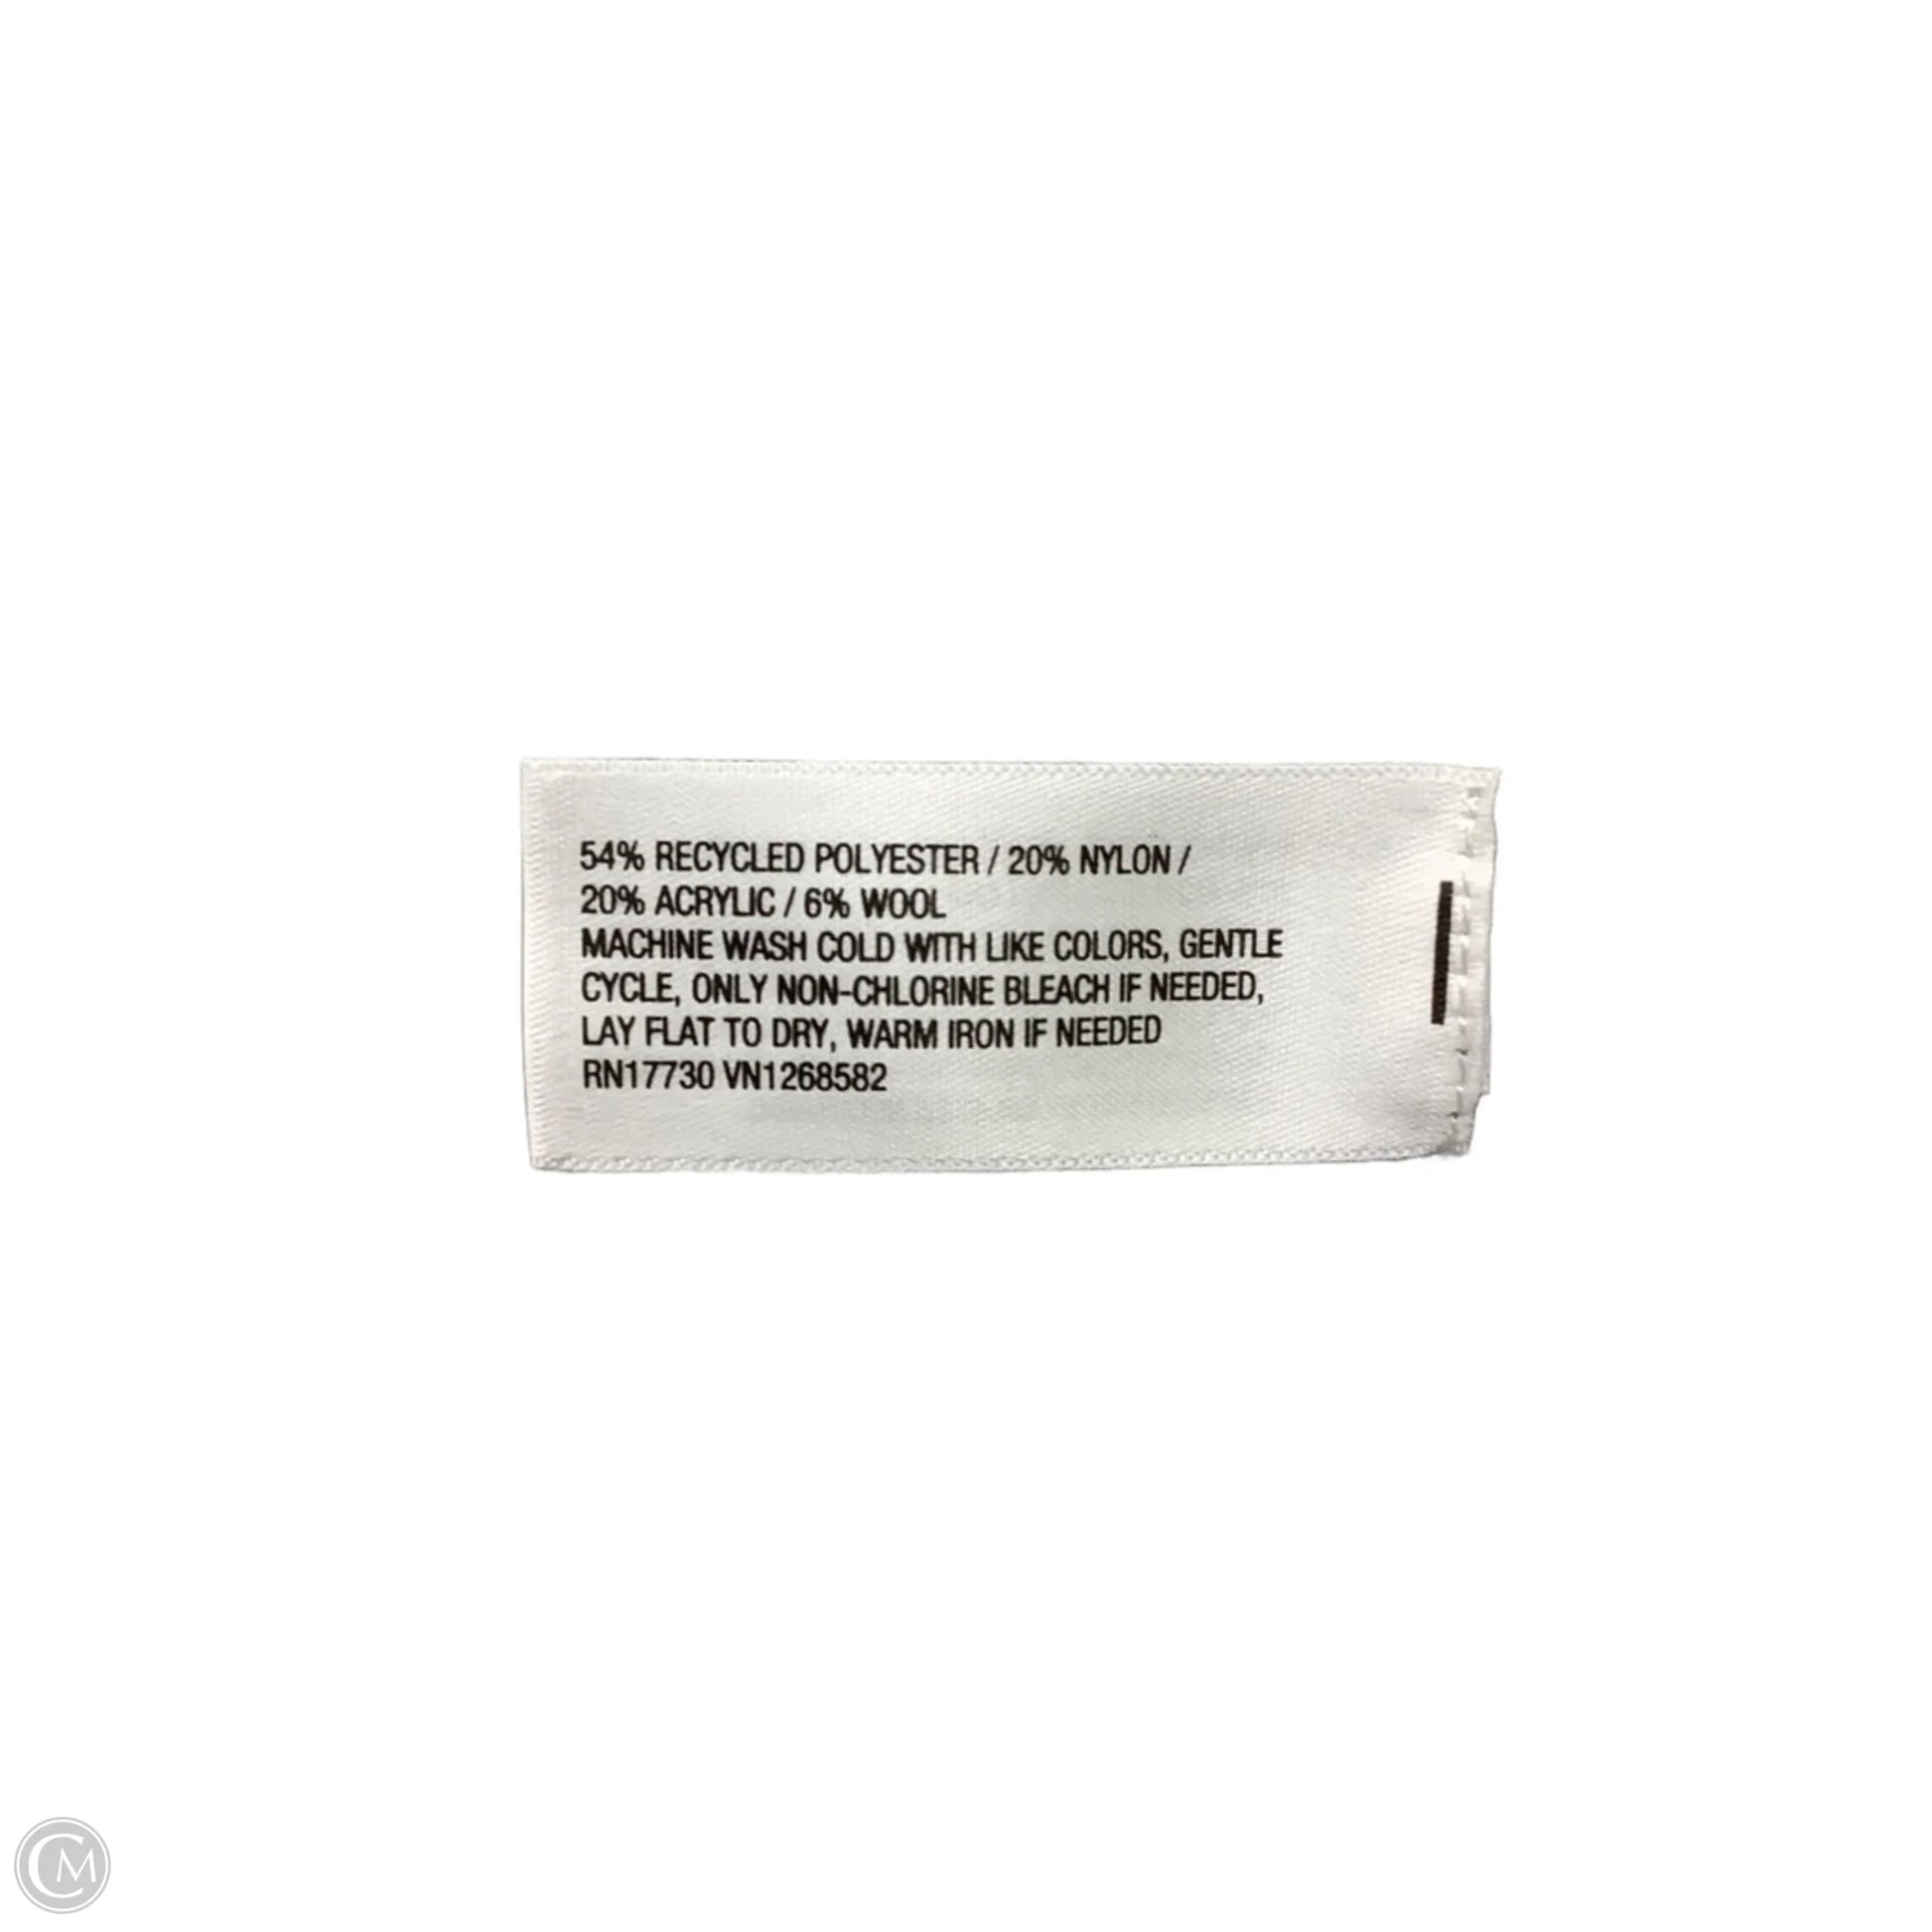 54% RECYCLED POLYESTER / 20% NYLON /
20% ACRYLIC / 6% WOOL
MACHINE WASH COLD WITH LIKE COLORS, GENTLE
CYCLE, ONLY NON-CHLORINE BLEACH IF NEEDED,
LAY FLAT TO DRY, WARM IRON IF NEEDED
RN17730 VN1268582
CM